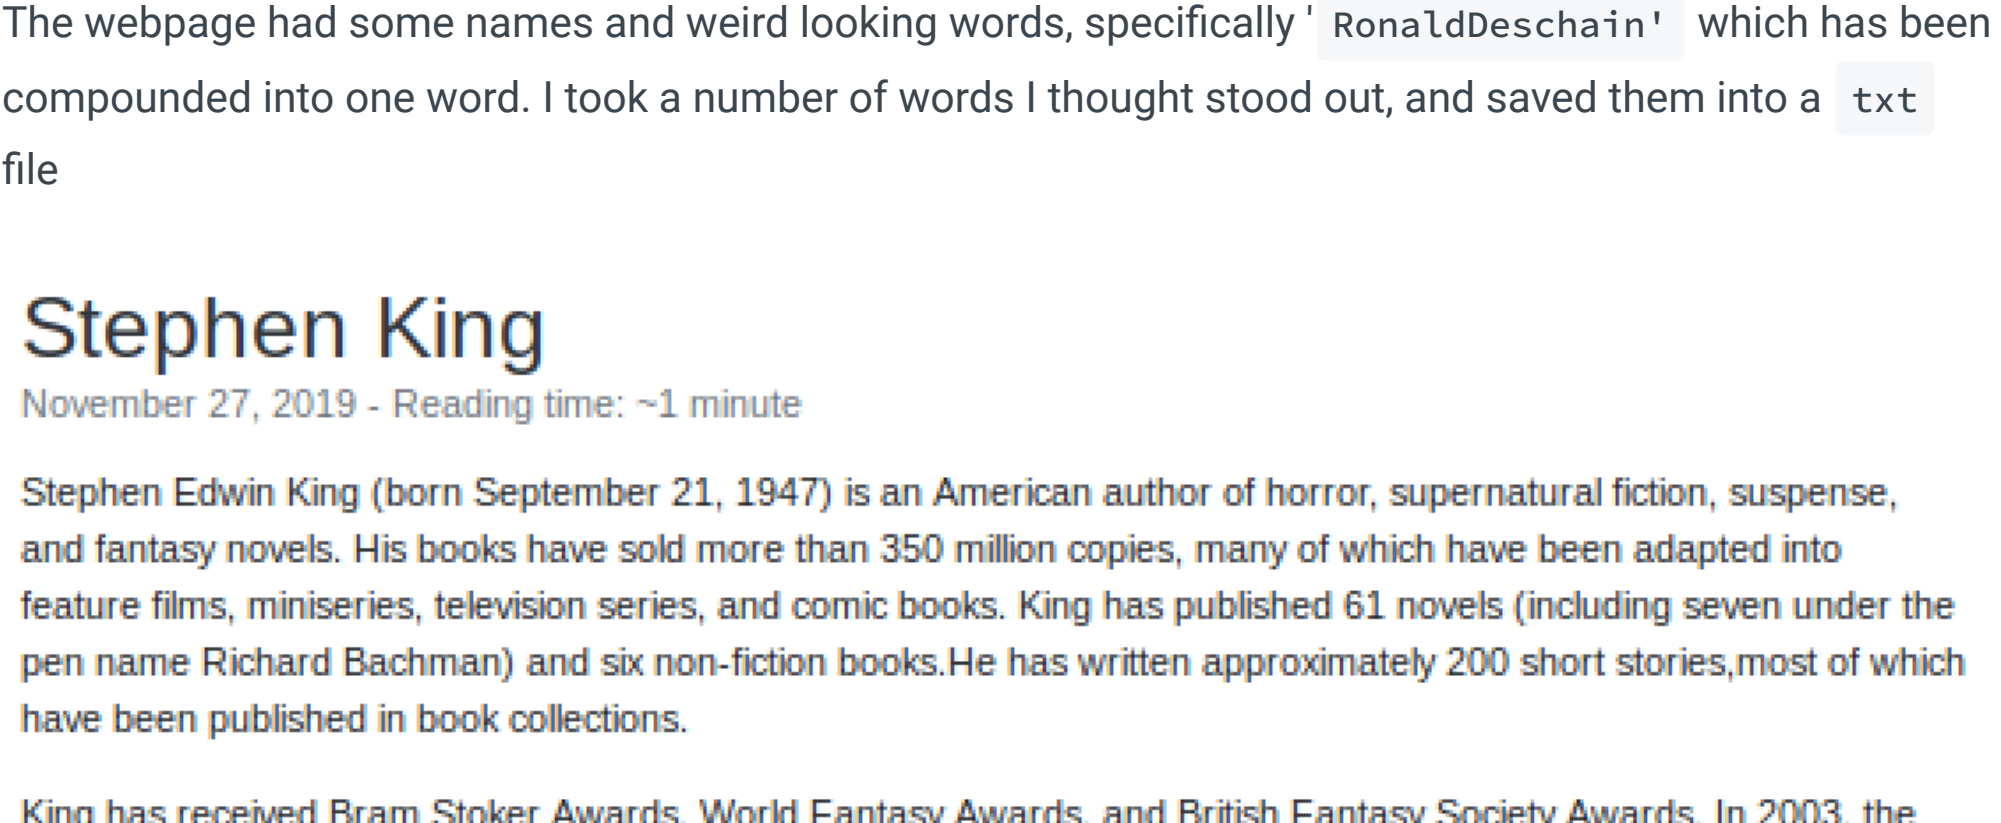 The webpage had some names and weird looking words, specifically 'RonaldDeschain' which has been
compounded into one word. I took a number of words I thought stood out, and saved them into a txt
file
Stephen King
November 27, 2019 - Reading time: ~1 minute
Stephen Edwin King (born September 21, 1947) is an American author of horror, supernatural fiction, suspense,
and fantasy novels. His books have sold more than 350 million copies, many of which have been adapted into
feature films, miniseries, television series, and comic books. King has published 61 novels (including seven under the
pen name Richard Bachman) and six non-fiction books.He has written approximately 200 short stories,most of which
have been published in book collections.
King has received Bram Stoker Awards, World Fantasy Awards, and British Fantasy Society Awards. In 2003, the